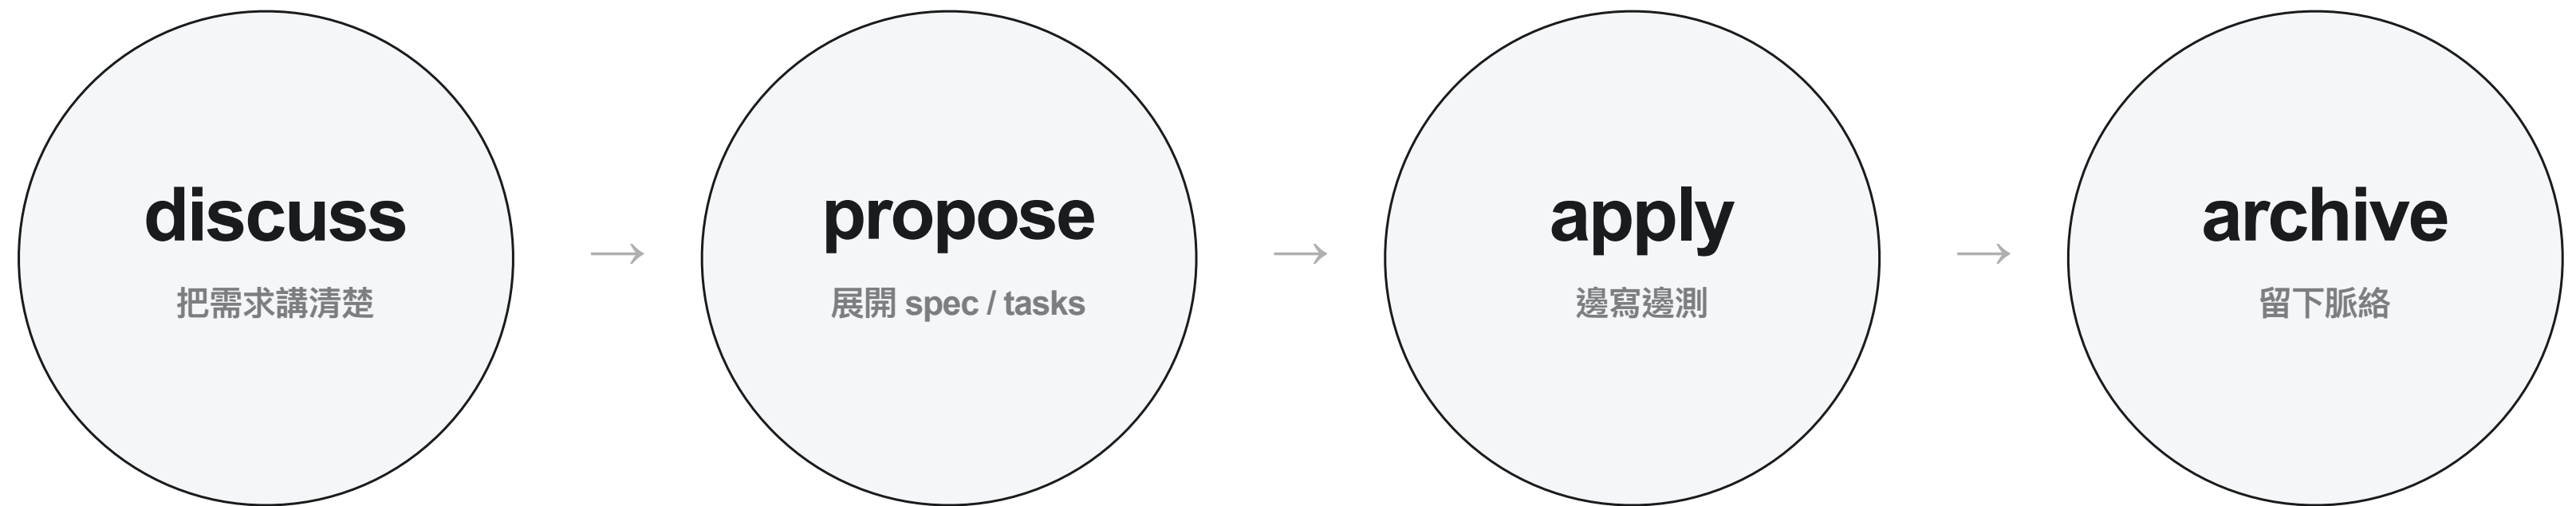 discuss
把需求講清楚
→
propose
展開 spec / tasks
→
apply
邊寫邊測
→
archive
留下脈絡